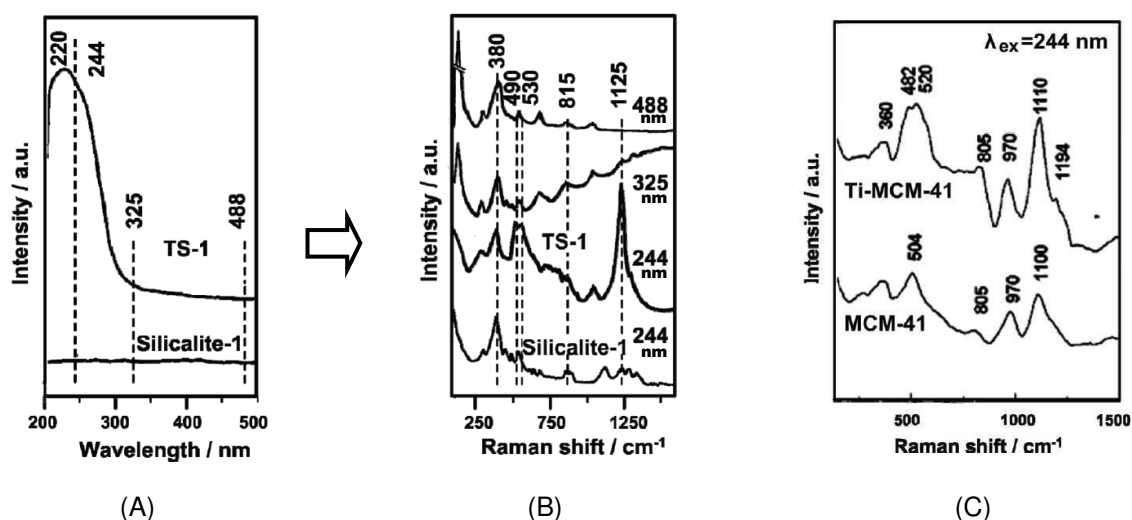 220
244
325
488
TS-1
Silicalite-1
Intensity / a.u.
200 300 400 500
Wavelength / nm
(A)
380
490
530
815
1125
488
nm
325
nm
TS-1
244
nm
244
Silicalite-1 nm
Intensity / a.u.
250 750 1250
Raman shift / cm⁻¹
(B)
λex=244 nm
482
520
360
805
970
1110
1194
Ti-MCM-41
504
805
970
1100
MCM-41
Intensity / a.u.
500 1000 1500
Raman shift / cm⁻¹
(C)